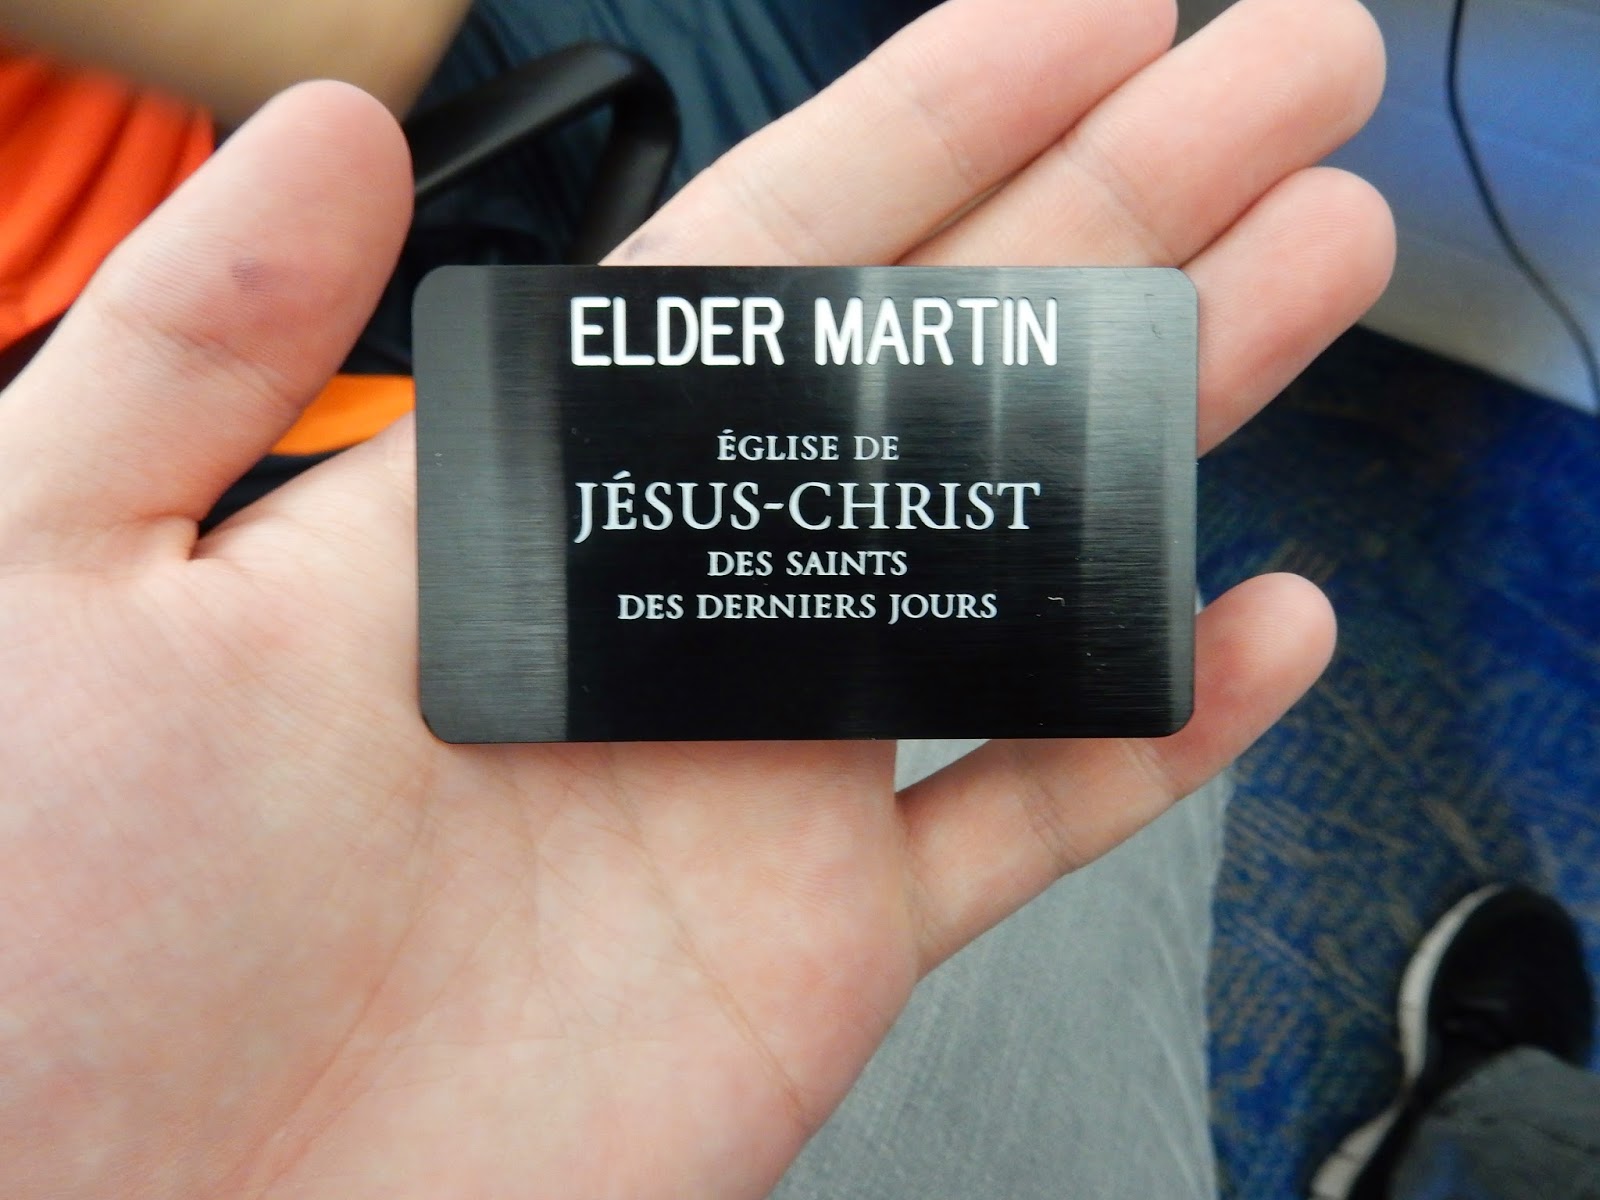 ELDER MARTIN
ÉGLISE DE
JÉSUS-CHRIST
DES SAINTS
DES DERNIERS JOURS